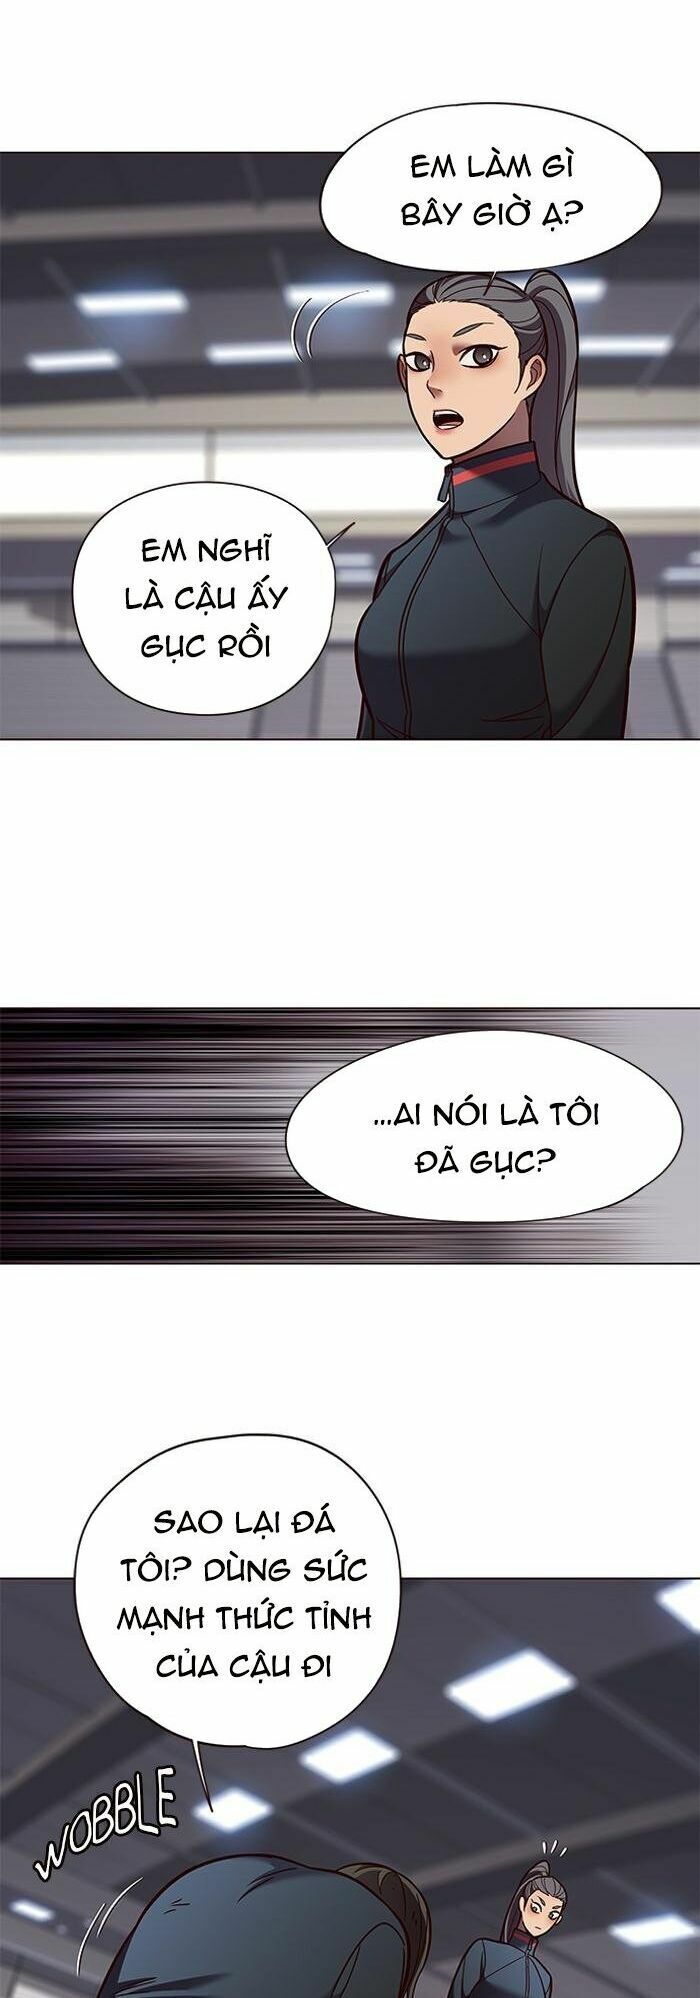 EM LÀM GÌ
BÂY GIỜ Ạ?
EM NGHĨ
LÀ CẬU ẤY
GỤC RỒI
...AI NÓI LÀ TÔI
ĐÃ GỤC?
SAO LẠI ĐÁ
TÔI? DÙNG SỨC
MẠNH THỨC TỈNH
CỦA CẬU ĐI
WOBBLE